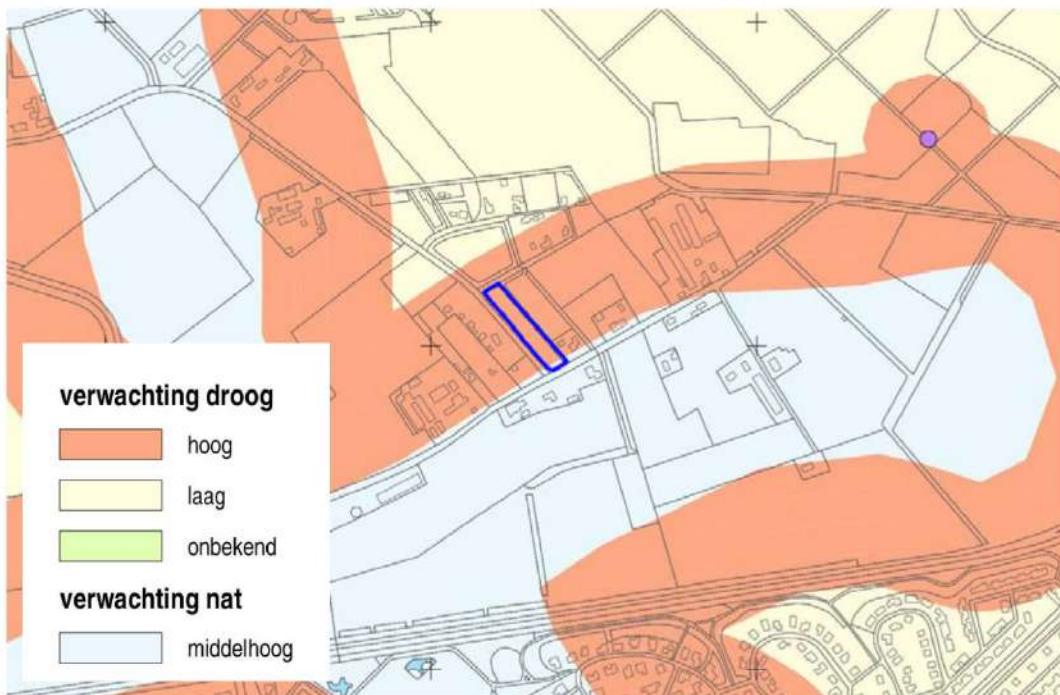 verwachting droog
hoog
laag
onbekend
verwachting nat
middelhoog